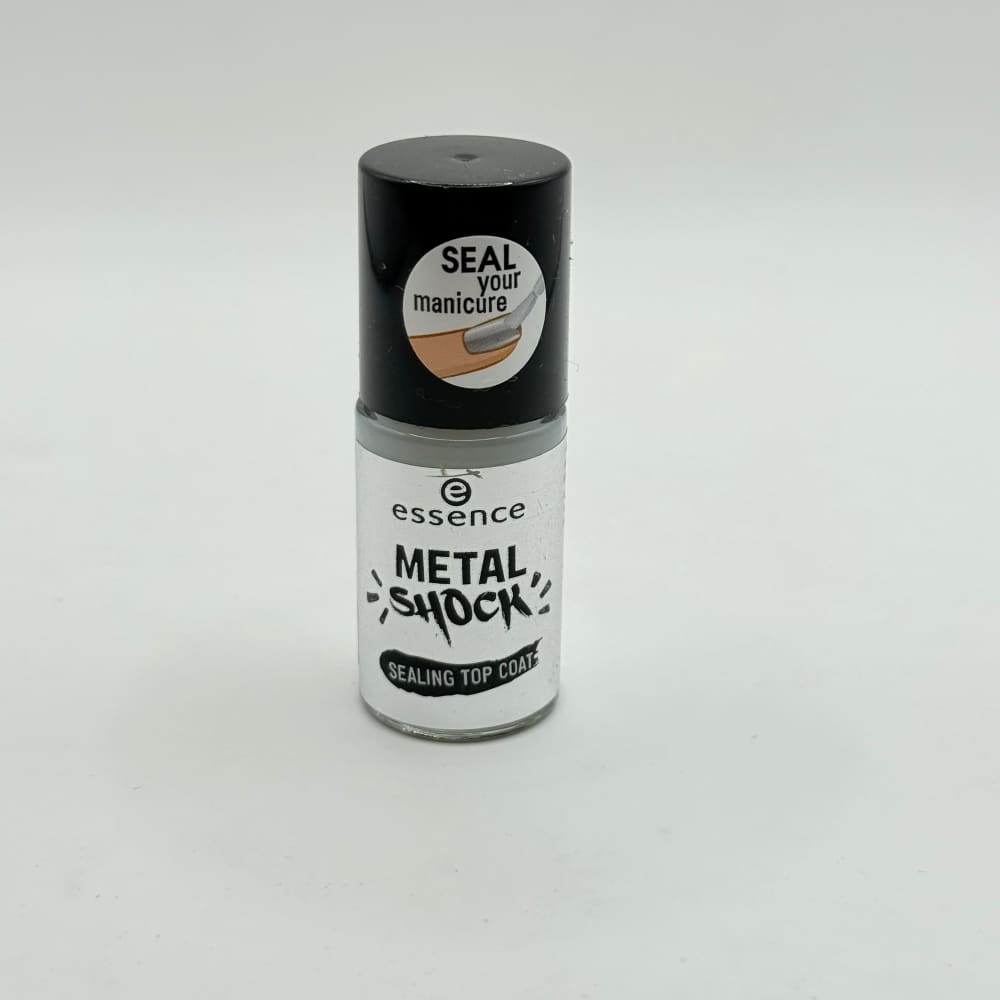 SEAL
your
manicure
e
essence
METAL
SHOCK
SEALING TOP COAT